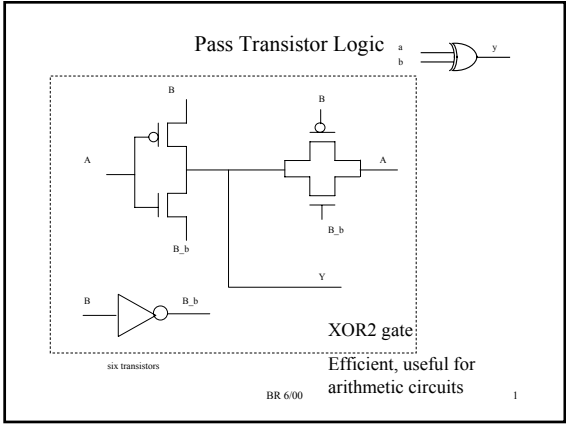 Pass Transistor Logic
a
b
y
B
B
A
A
B_b
B_b
Y
B
B_b
XOR2 gate
six transistors
Efficient, useful for
arithmetic circuits
BR 6/00
1